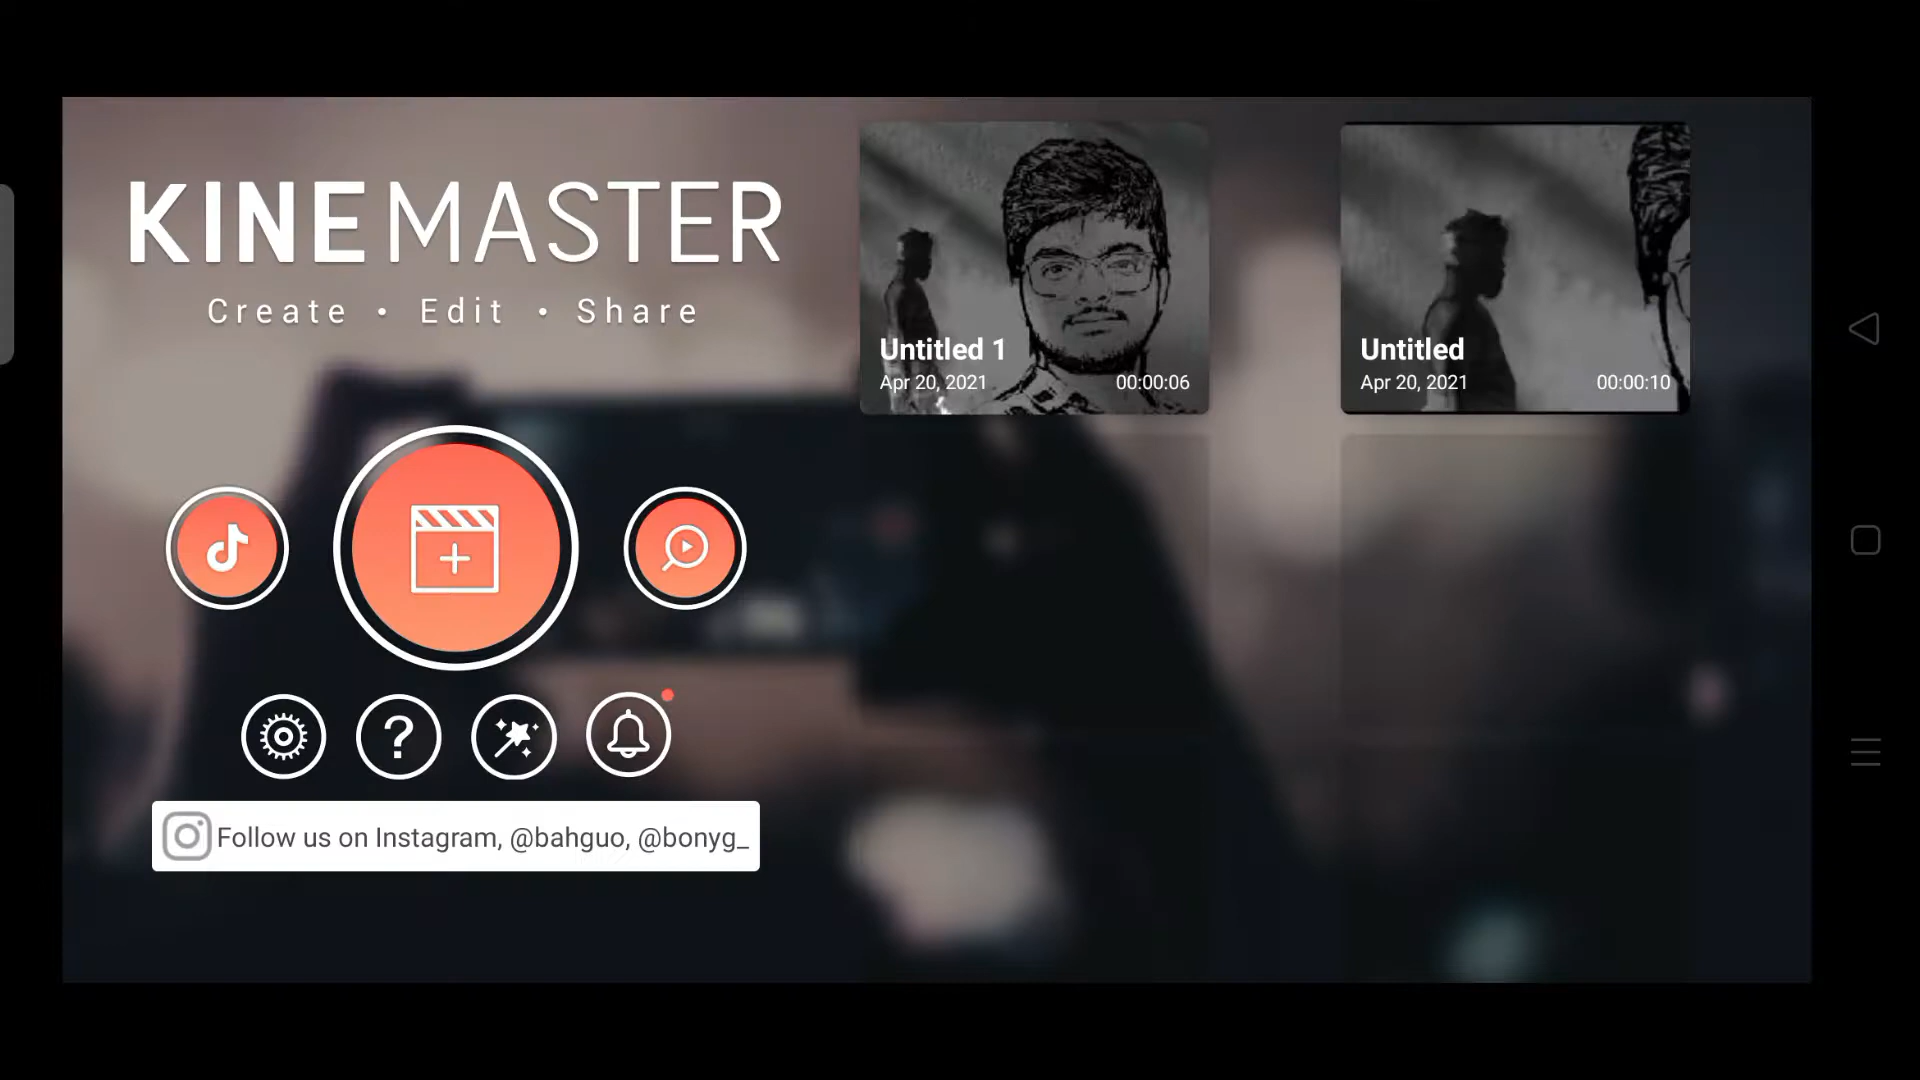 KINEMASTER
Create • Edit • Share
Untitled 1
Apr 20, 2021 00:00:06
Untitled
Apr 20, 2021 00:00:10
Follow us on Instagram, @bahguo, @bonyg_